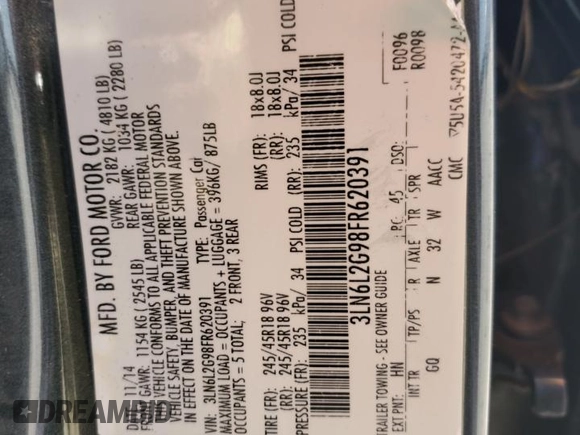 MFD. BY FORD MOTOR CO.
GVWR: 2182 KG ( 4810 LB)
FR GAWR: 1154 KG ( 2545 LB) REAR GAWR: 1034 KG ( 2280 LB)
VEHICLE CONFORMS TO ALL APPLICABLE FEDERAL MOTOR
VEHICLE SAFETY, BUMPER, AND THEFT PREVENTION STANDARDS
IN EFFECT ON THE DATE OF MANUFACTURE SHOWN ABOVE.
VIN: 3LN6L2G98FR620391 TYPE: Passenger Car
MAXIMUM LOAD = OCCUPANTS + LUGGAGE = 396KG/ 875LB
OCCUPANTS = 5 TOTAL; 2 FRONT, 3 REAR
TIRE (FR): 245/45R18 96V RIMS (FR): 18x8.0J
(RR): 245/45R18 96V (RR): 18x8.0J
PRESSURE (FR): 235 kPa/ 34 PSI COLD (RR): 235 kPa/ 34 PSI COLD
3LN6L2G98FR620391
F0096
R0098
TRAILER TOWING - SEE OWNER GUIDE
EXT PNT: HN RC: 45 DSO:
INT TR TP/PS R AXLE TR SPR
GQ N 32 W AACC
CMC
DREAMBID